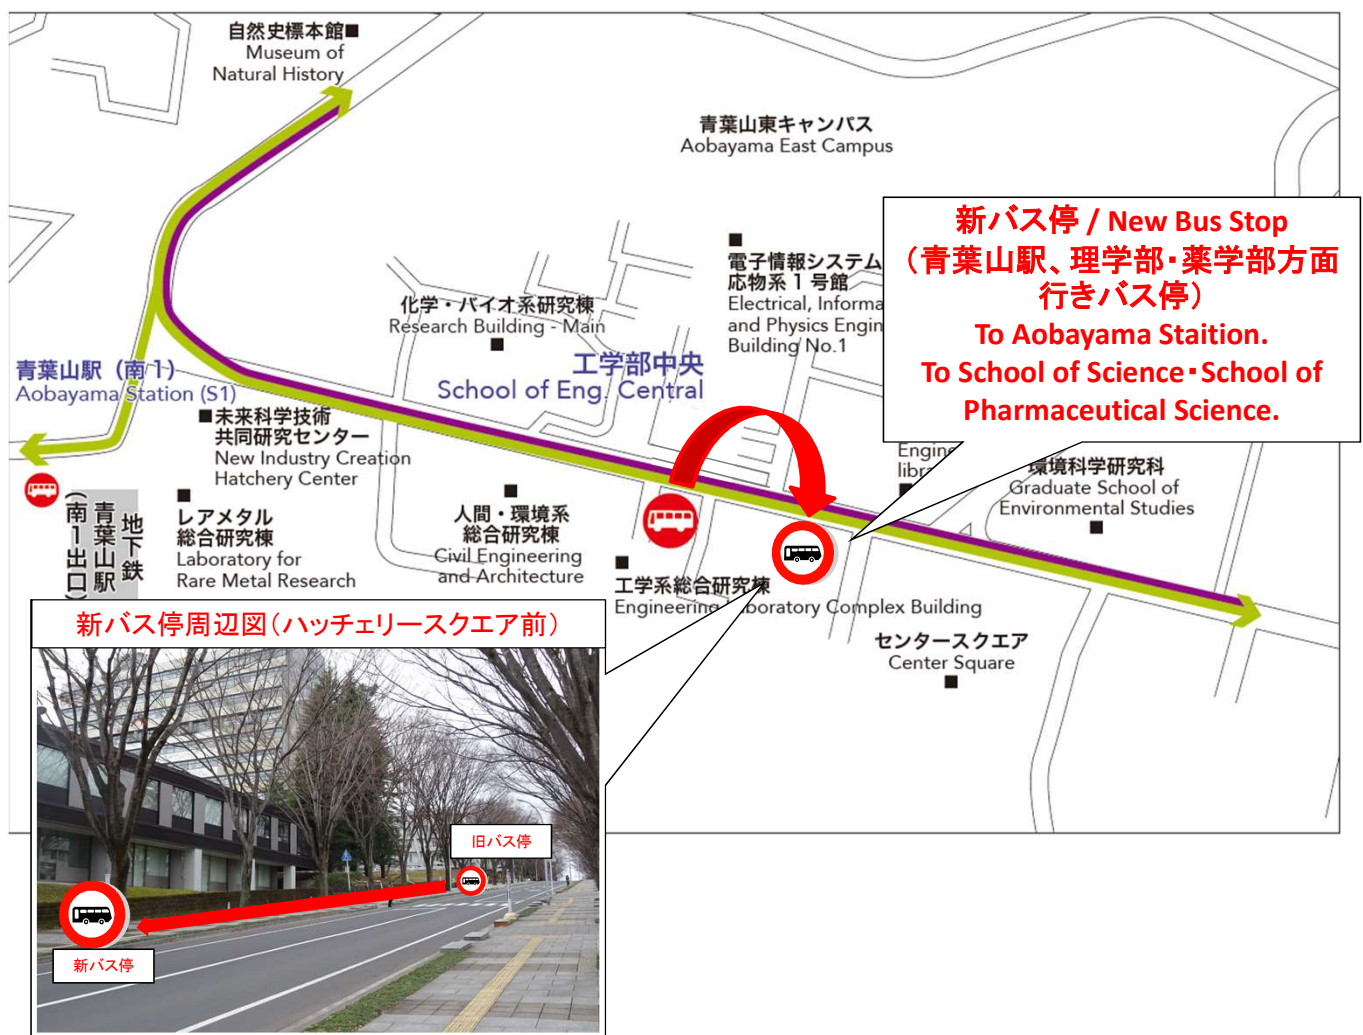 自然史標本館■
Museum of
Natural History
青葉山東キャンパス
Aobayama East Campus
新バス停 / New Bus Stop
（青葉山駅、理学部・薬学部方面
行きバス停）
To Aobayama Staition.
To School of Science・School of
Pharmaceutical Science.
■
電子情報システム
応物系１号館
Electrical, Informa
and Physics Engin
Building No.1
化学・バイオ系研究棟
Research Building - Main
■
工学部中央
School of Eng. Central
青葉山駅（南１）
Aobayama Station (S1)
■未来科学技術
共同研究センター
New Industry Creation
Hatchery Center
Engine
libra
■
環境科学研究科
Graduate School of
Environmental Studies
■
地下鉄
青葉山駅
（南１出口）
■
レアメタル
総合研究棟
Laboratory for
Rare Metal Research
■
人間・環境系
総合研究棟
Civil Engineering
and Architecture
■
工学系総合研究棟
Engineering Laboratory Complex Building
センタースクエア
Center Square
■
新バス停周辺図（ハッチェリースクエア前）
旧バス停
新バス停